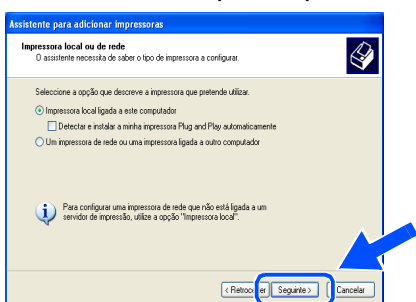 Assistente para adicionar impressoras
Impressora local ou de rede
O assistente necessita de saber o tipo de impressora a configurar.
Seleccione a opção que descreve a impressora que pretende utilizar.
Impressora local ligada a este computador
Detectar e instalar a minha impressora Plug and Play automaticamente
Um impressora de rede ou uma impressora ligada a outro computador
Para configurar uma impressora de rede que não está ligada a um
servidor de impressão, utilize a opção "Impressora local".
< Retroceder Seguinte > Cancelar